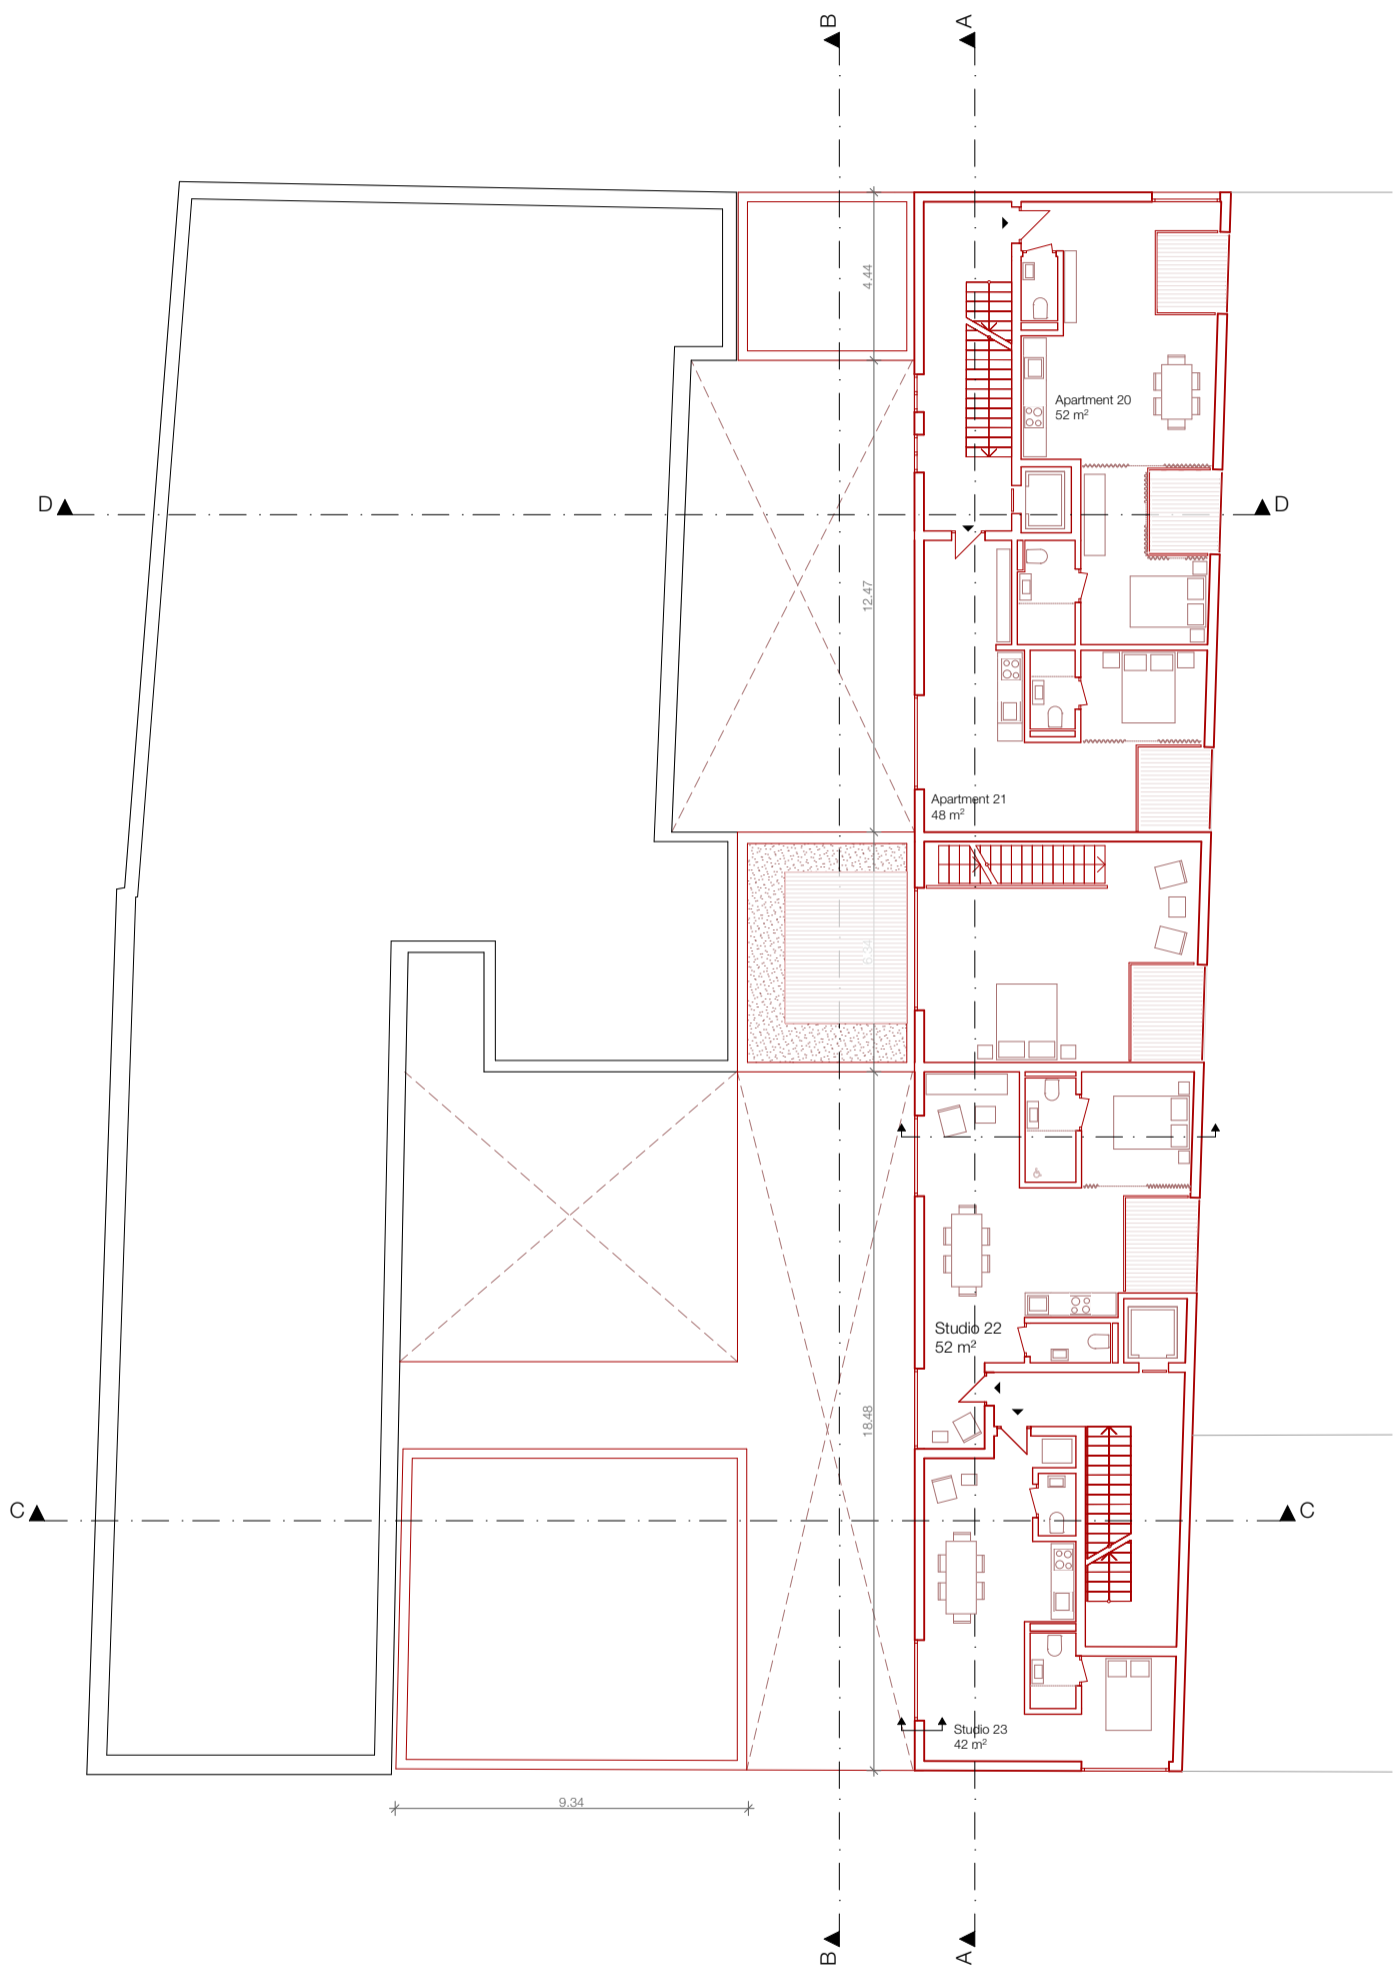 B
A
4.44
Apartment 20
52 m²
D
D
12.47
Apartment 21
48 m²
6.34
Studio 22
52 m²
18.48
C
C
Studio 23
42 m²
9.34
B
A